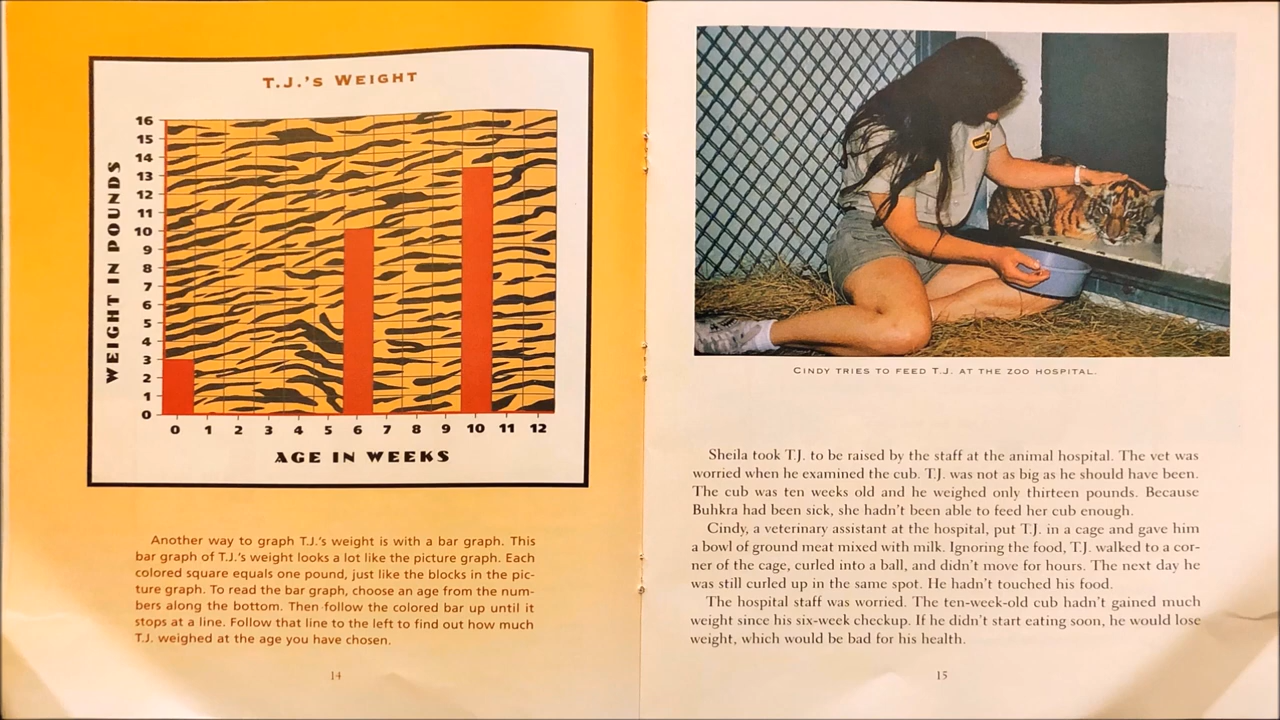 T.J.'S WEIGHT
WEIGHT IN POUNDS
16
15
14
13
12
11
10
9
8
7
6
5
4
3
2
1
0
0 1 2 3 4 5 6 7 8 9 10 11 12
AGE IN WEEKS
Another way to graph T.J.'s weight is with a bar graph. This
bar graph of T.J.'s weight looks a lot like the picture graph. Each
colored square equals one pound, just like the blocks in the pic-
ture graph. To read the bar graph, choose an age from the num-
bers along the bottom. Then follow the colored bar up until it
stops at a line. Follow that line to the left to find out how much
T.J. weighed at the age you have chosen.
14
CINDY TRIES TO FEED T.J. AT THE ZOO HOSPITAL.
Sheila took T.J. to be raised by the staff at the animal hospital. The vet was
worried when he examined the cub. T.J. was not as big as he should have been.
The cub was ten weeks old and he weighed only thirteen pounds. Because
Buhkra had been sick, she hadn't been able to feed her cub enough.
Cindy, a veterinary assistant at the hospital, put T.J. in a cage and gave him
a bowl of ground meat mixed with milk. Ignoring the food, T.J. walked to a cor-
ner of the cage, curled into a ball, and didn't move for hours. The next day he
was still curled up in the same spot. He hadn't touched his food.
The hospital staff was worried. The ten-week-old cub hadn't gained much
weight since his six-week checkup. If he didn't start eating soon, he would lose
weight, which would be bad for his health.
15